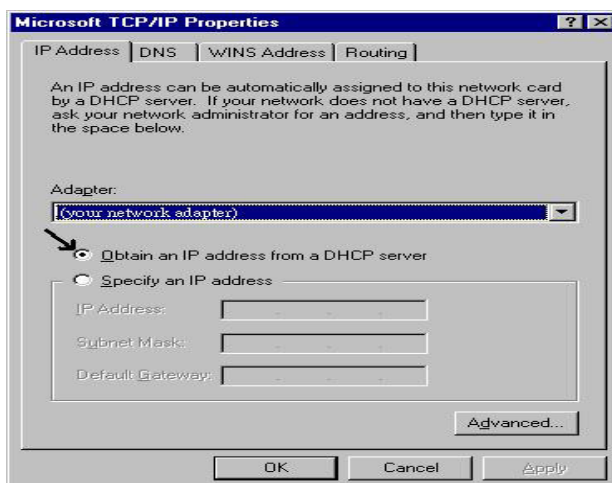 Microsoft TCP/IP Properties
IP Address DNS WINS Address Routing
An IP address can be automatically assigned to this network card
by a DHCP server. If your network does not have a DHCP server,
ask your network administrator for an address, and then type it in
the space below.
Adapter:
(your network adapter)
Obtain an IP address from a DHCP server
Specify an IP address
IP Address:
Subnet Mask:
Default Gateway:
Advanced...
OK Cancel Apply